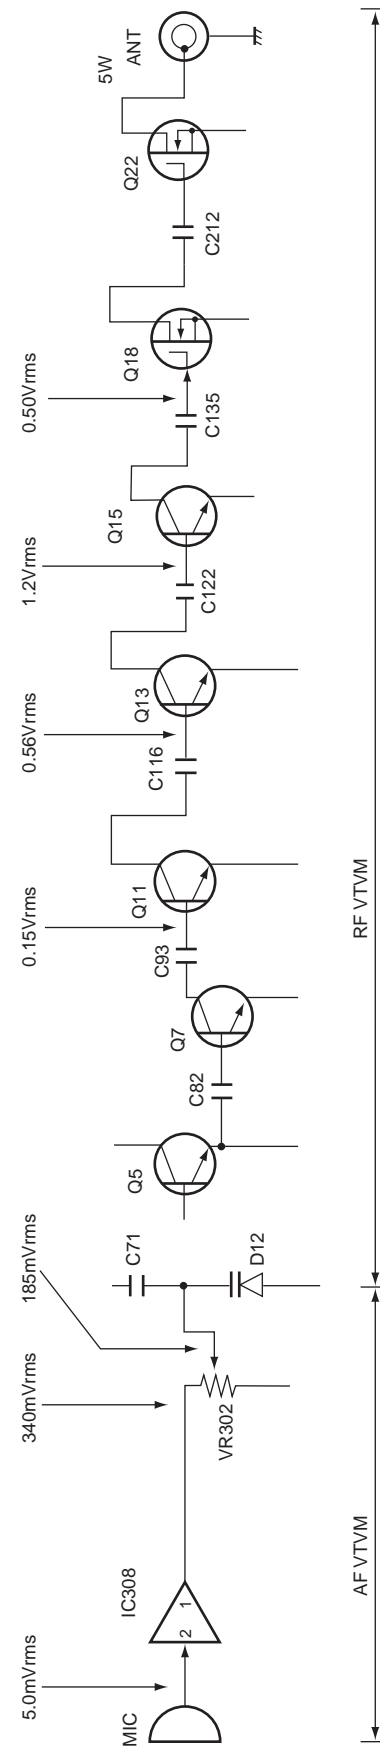 5.0mVrms
340mVrms
185mVrms
0.15Vrms
0.56Vrms
1.2Vrms
0.50Vrms
MIC
2
1
IC308
VR302
C71
D12
Q5
C82
Q7
C93
Q11
C116
Q13
C122
Q15
C135
Q18
C212
Q22
5W
ANT
AF VTVM
RF VTVM